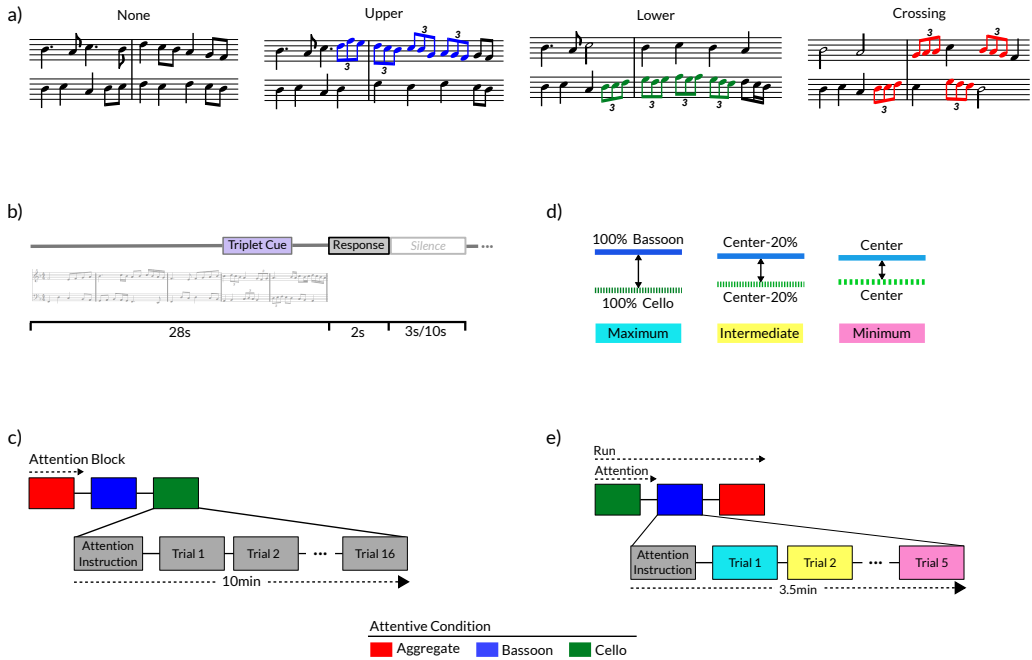 a)
None
Upper
Lower
Crossing
3
3
3
3
3
3
3
3
3
3
3
3
b)
Triplet Cue
Response
Silence
28s
2s
3s/10s
d)
100% Bassoon
Center-20%
Center
100% Cello
Center-20%
Center
Maximum
Intermediate
Minimum
c)
Attention Block
Attention
Instruction
Trial 1
Trial 2
Trial 16
10min
e)
Run
Attention
Attention
Instruction
Trial 1
Trial 2
Trial 5
3.5min
Attentive Condition
Aggregate
Bassoon
Cello